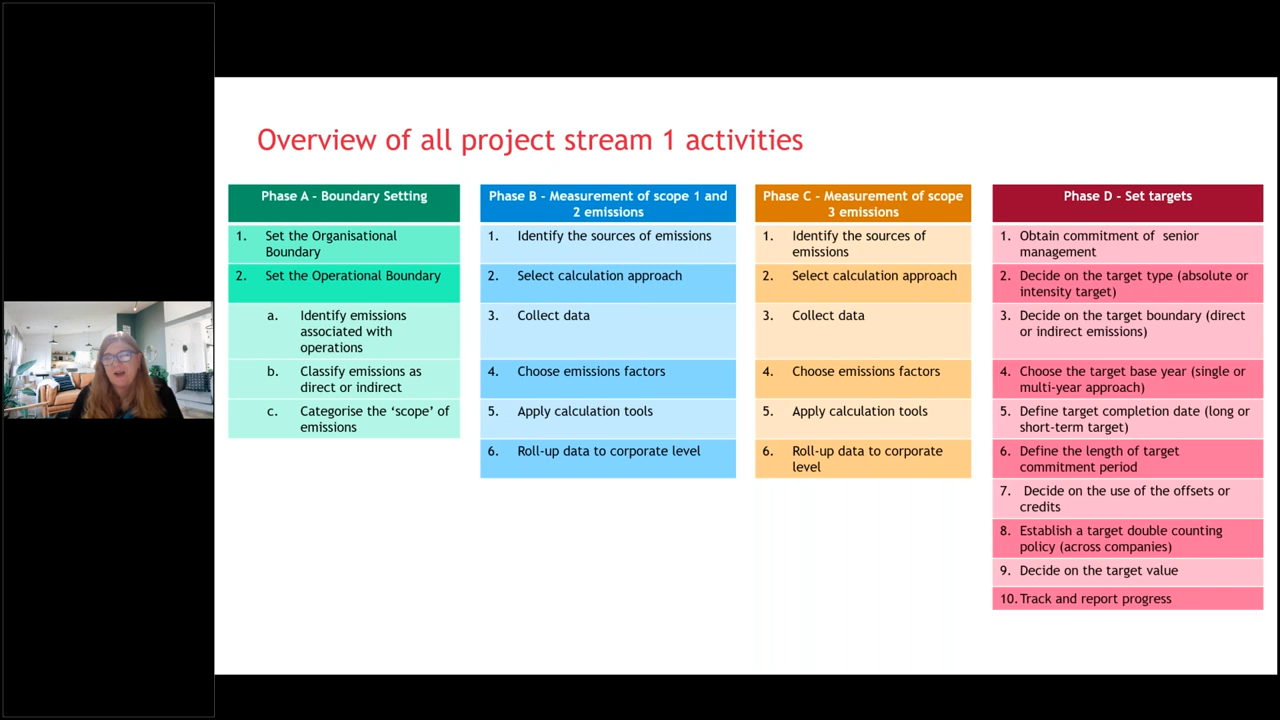 Overview of all project stream 1 activities
Phase A - Boundary Setting
1. Set the Organisational
Boundary
2. Set the Operational Boundary
a. Identify emissions
associated with
operations
b. Classify emissions as
direct or indirect
c. Categorise the ‘scope’ of
emissions
Phase B - Measurement of scope 1 and
2 emissions
1. Identify the sources of emissions
2. Select calculation approach
3. Collect data
4. Choose emissions factors
5. Apply calculation tools
6. Roll-up data to corporate level
Phase C - Measurement of scope
3 emissions
1. Identify the sources of
emissions
2. Select calculation approach
3. Collect data
4. Choose emissions factors
5. Apply calculation tools
6. Roll-up data to corporate
level
Phase D - Set targets
1. Obtain commitment of senior
management
2. Decide on the target type (absolute or
intensity target)
3. Decide on the target boundary (direct
or indirect emissions)
4. Choose the target base year (single or
multi-year approach)
5. Define target completion date (long or
short-term target)
6. Define the length of target
commitment period
7. Decide on the use of the offsets or
credits
8. Establish a target double counting
policy (across companies)
9. Decide on the target value
10. Track and report progress